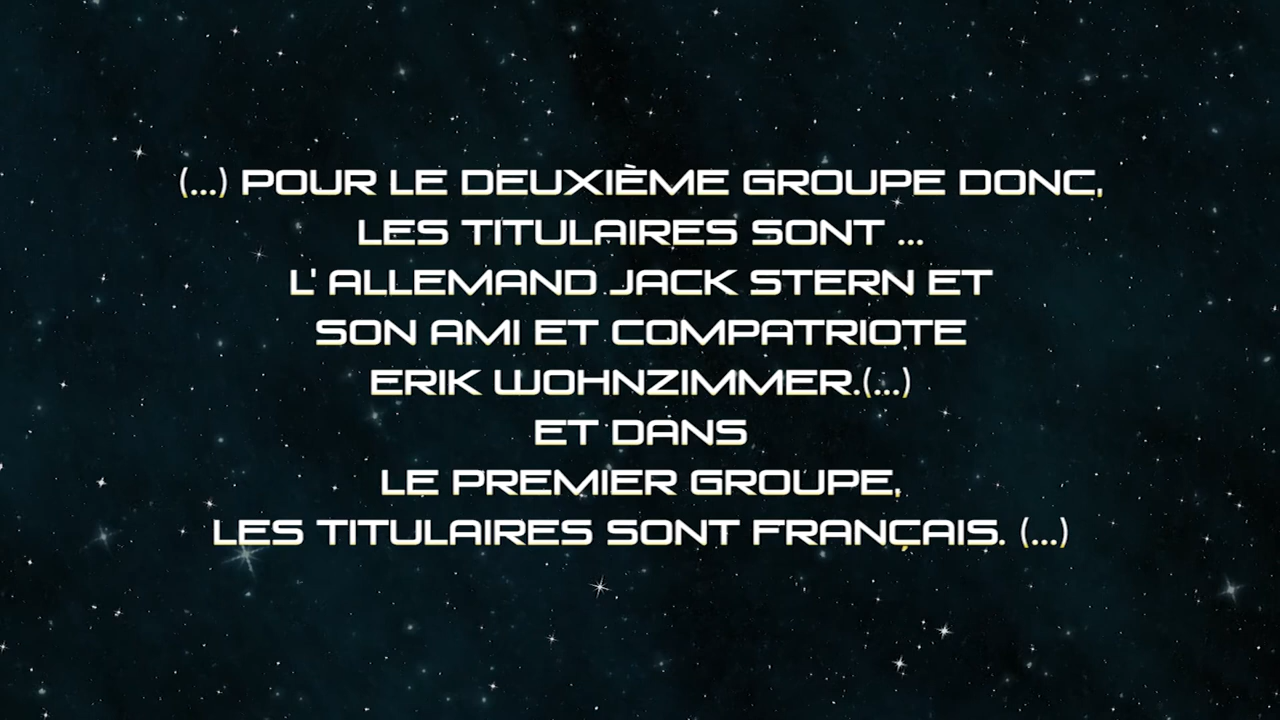 (...) POUR LE DEUXIÈME GROUPE DONC,
LES TITULAIRES SONT ...
L' ALLEMAND JACK STERN ET
SON AMI ET COMPATRIOTE
ERIK WOHNZIMMER.(...)
ET DANS
LE PREMIER GROUPE,
LES TITULAIRES SONT FRANÇAIS. (...)